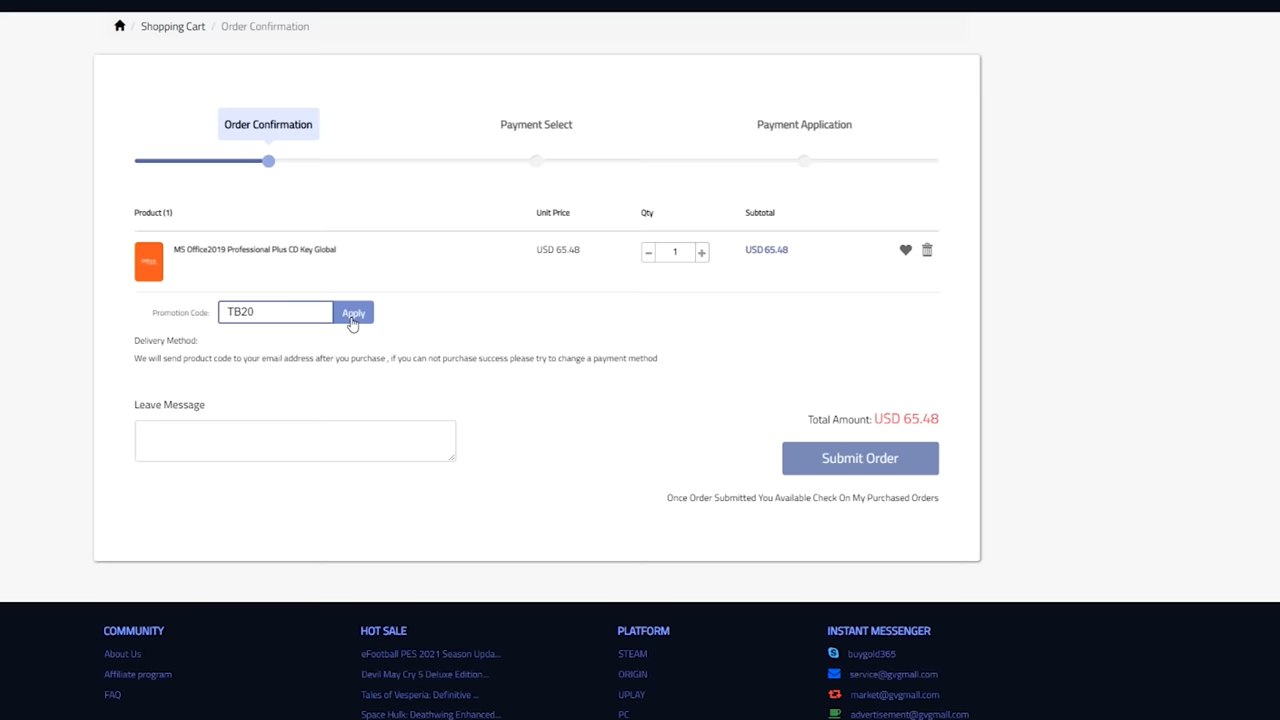 Shopping Cart / Order Confirmation
Order Confirmation
Payment Select
Payment Application
Product (1)
Unit Price
Qty
Subtotal
MS Office2019 Professional Plus CD Key Global
USD 65.48
1
USD 65.48
Promotion Code:
TB20
Apply
Delivery Method:
We will send product code to your email address after you purchase , if you can not purchase success please try to change a payment method
Leave Message
Total Amount: USD 65.48
Submit Order
Once Order Submitted You Available Check On My Purchased Orders
COMMUNITY
About Us
Affiliate program
FAQ
HOT SALE
eFootball PES 2021 Season Upda...
Devil May Cry 5 Deluxe Edition...
Tales of Vesperia: Definitive ...
Space Hulk: Deathwing Enhanced...
PLATFORM
STEAM
ORIGIN
UPLAY
PC
INSTANT MESSENGER
buygold365
service@gvgmall.com
market@gvgmall.com
advertisement@gvgmall.com